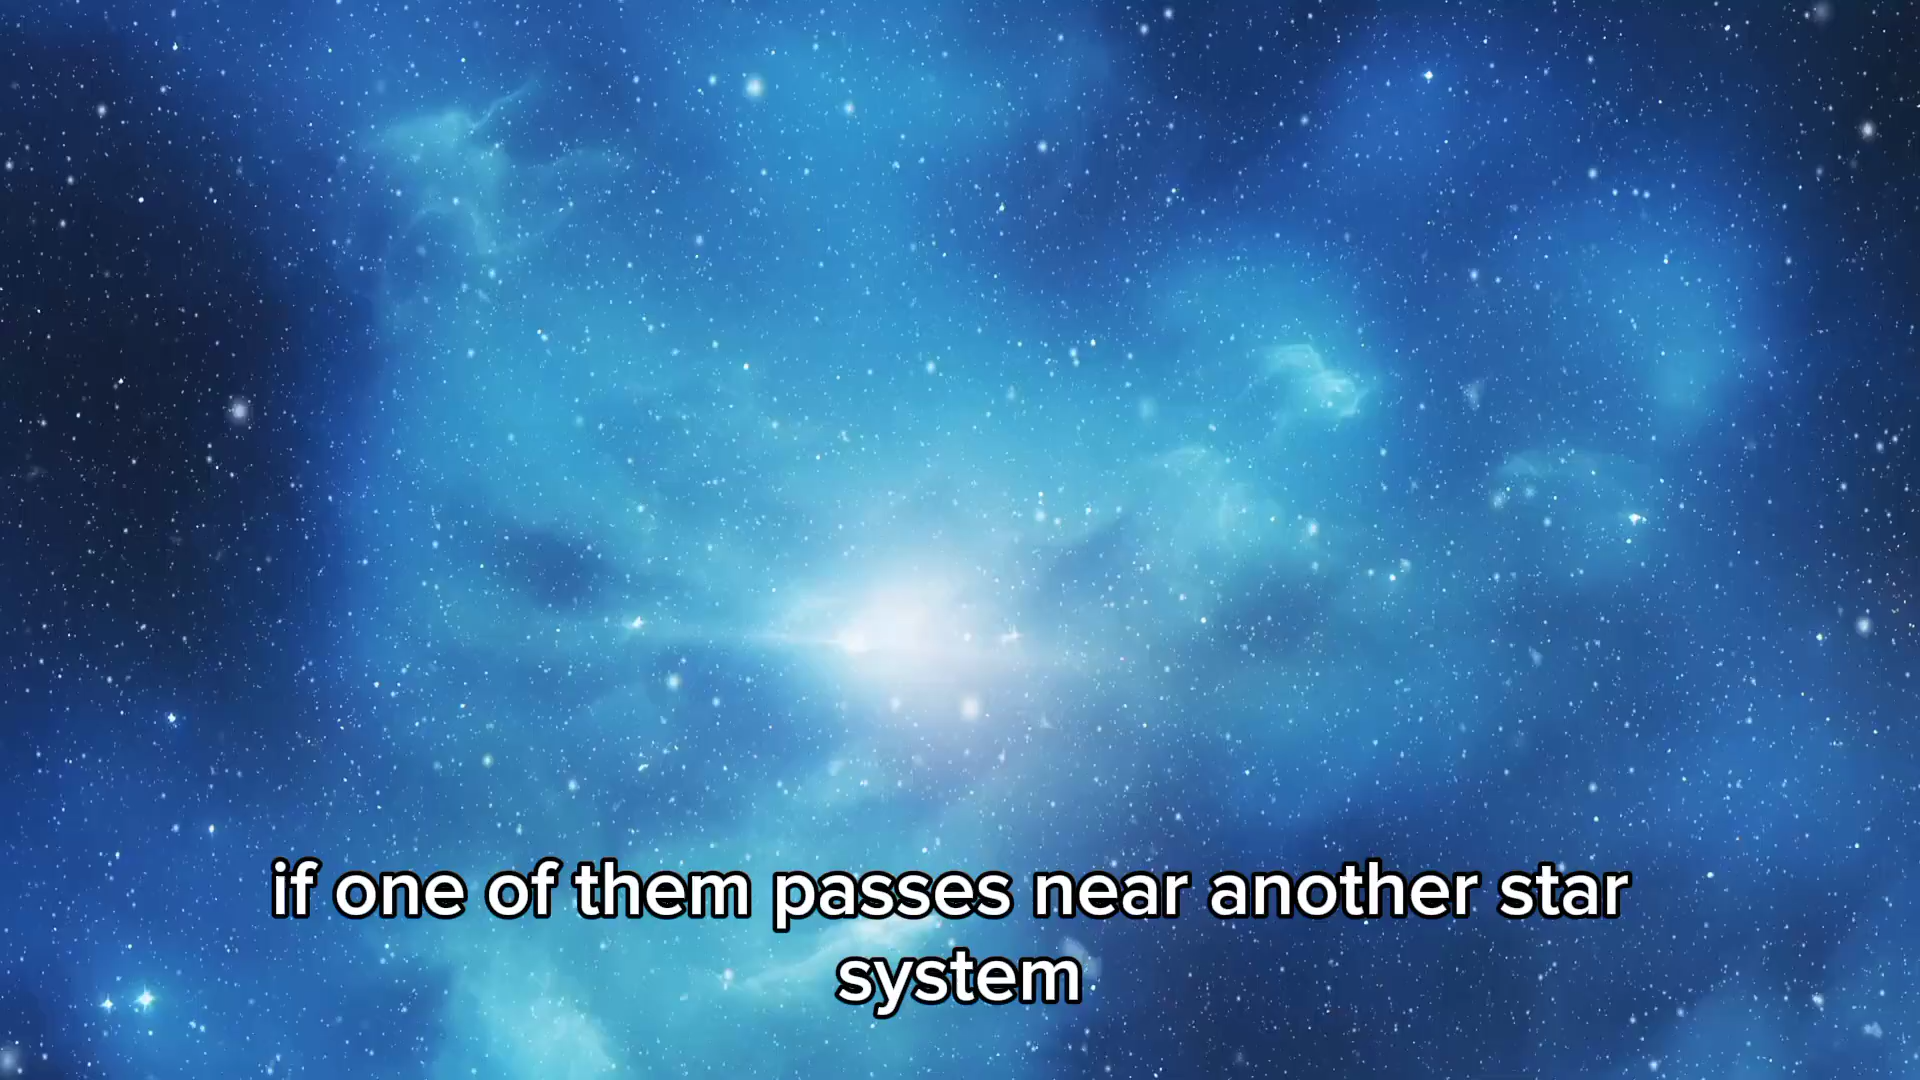 if one of them passes near another star
system